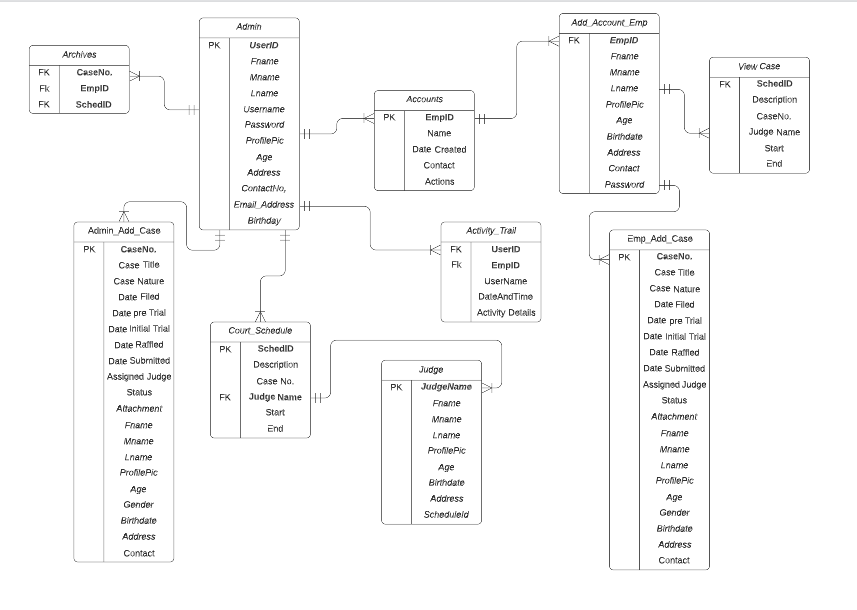 Archives
FK CaseNo.
Fk EmpID
FK SchedID
Admin
PK UserID
Fname
Mname
Lname
Username
Password
ProfilePic
Age
Address
ContactNo,
Email_Address
Birthday
Accounts
PK EmpID
Name
Date Created
Contact
Actions
Add_Account_Emp
FK EmpID
Fname
Mname
Lname
ProfilePic
Age
Birthdate
Address
Contact
Password
View Case
FK SchedID
Description
CaseNo.
Judge Name
Start
End
Admin_Add_Case
PK CaseNo.
Case Title
Case Nature
Date Filed
Date pre Trial
Date Initial Trial
Date Raffled
Date Submitted
Assigned Judge
Status
Attachment
Fname
Mname
Lname
ProfilePic
Age
Gender
Birthdate
Address
Contact
Court_Schedule
PK SchedID
Description
Case No.
FK Judge Name
Start
End
Activity_Trail
FK UserID
Fk EmpID
UserName
DateAndTime
Activity Details
Judge
PK JudgeName
Fname
Mname
Lname
ProfilePic
Age
Birthdate
Address
ScheduleId
Emp_Add_Case
PK CaseNo.
Case Title
Case Nature
Date Filed
Date pre Trial
Date Initial Trial
Date Raffled
Date Submitted
Assigned Judge
Status
Attachment
Fname
Mname
Lname
ProfilePic
Age
Gender
Birthdate
Address
Contact